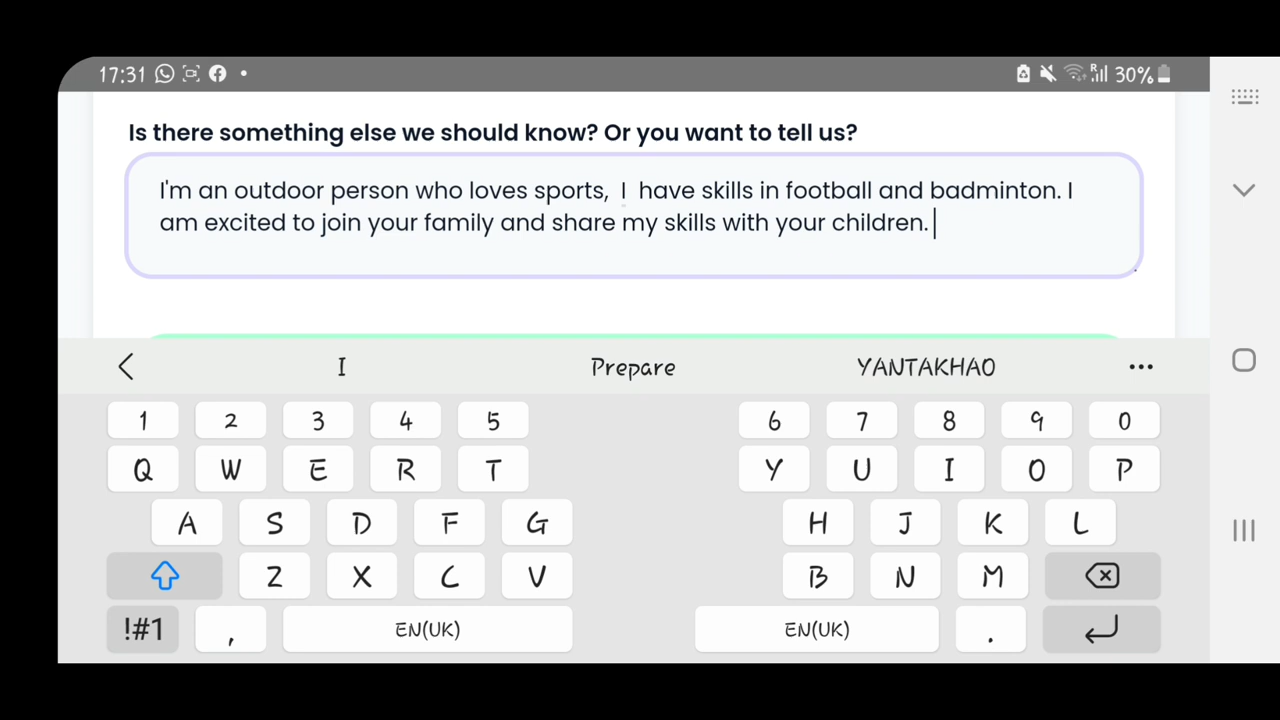 17:31 30%
Is there something else we should know? Or you want to tell us?
I'm an outdoor person who loves sports,  I  have skills in football and badminton. I
am excited to join your family and share my skills with your children.
I Prepare YANTAKHAO
1 2 3 4 5 6 7 8 9 0
Q W E R T Y U I O P
A S D F G H J K L
Z X C V B N M
!#1 , EN(UK) EN(UK) .